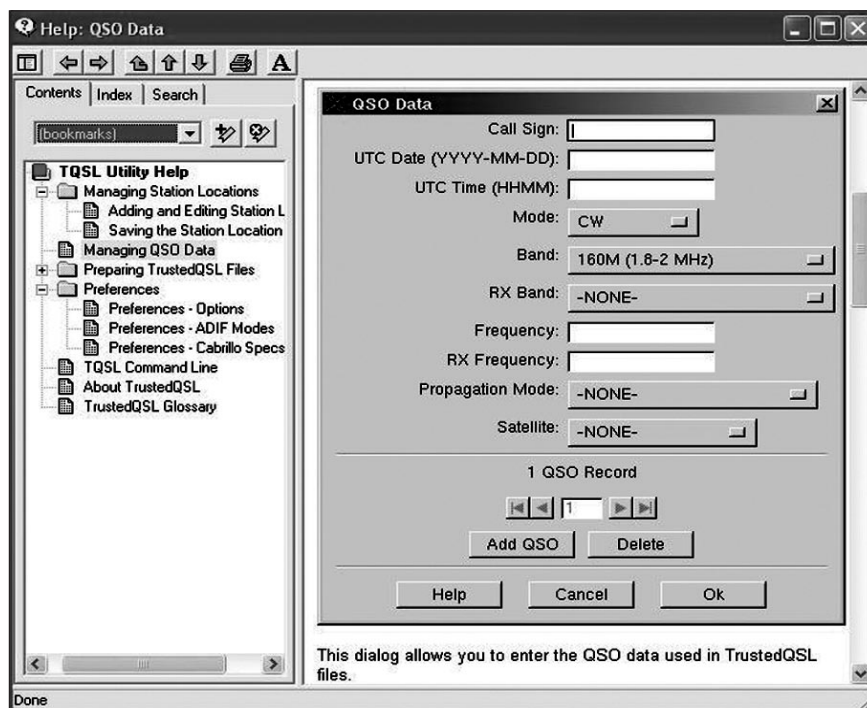 Help: QSO Data
A
Contents Index Search
(bookmarks)
TQSL Utility Help
Managing Station Locations
Adding and Editing Station L
Saving the Station Location
Managing QSO Data
Preparing TrustedQSL Files
Preferences
Preferences - Options
Preferences - ADIF Modes
Preferences - Cabrillo Specs
TQSL Command Line
About TrustedQSL
TrustedQSL Glossary
QSO Data
Call Sign:
UTC Date (YYYY-MM-DD):
UTC Time (HHMM):
Mode: CW
Band: 160M (1.8-2 MHz)
RX Band: -NONE-
Frequency:
RX Frequency:
Propagation Mode: -NONE-
Satellite: -NONE-
1 QSO Record
1
Add QSO Delete
Help Cancel Ok
This dialog allows you to enter the QSO data used in TrustedQSL
files.
Done